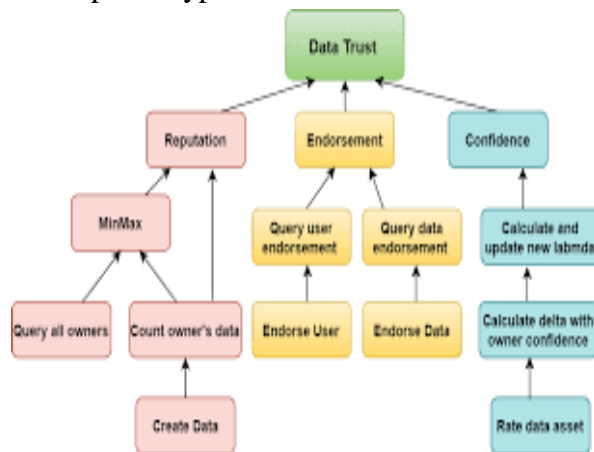 Data Trust
Reputation
Endorsement
Confidence
MinMax
Query user
endorsement
Query data
endorsement
Calculate and
update new labmda
Query all owners
Count owner's data
Endorse User
Endorse Data
Calculate delta with
owner confidence
Create Data
Rate data asset